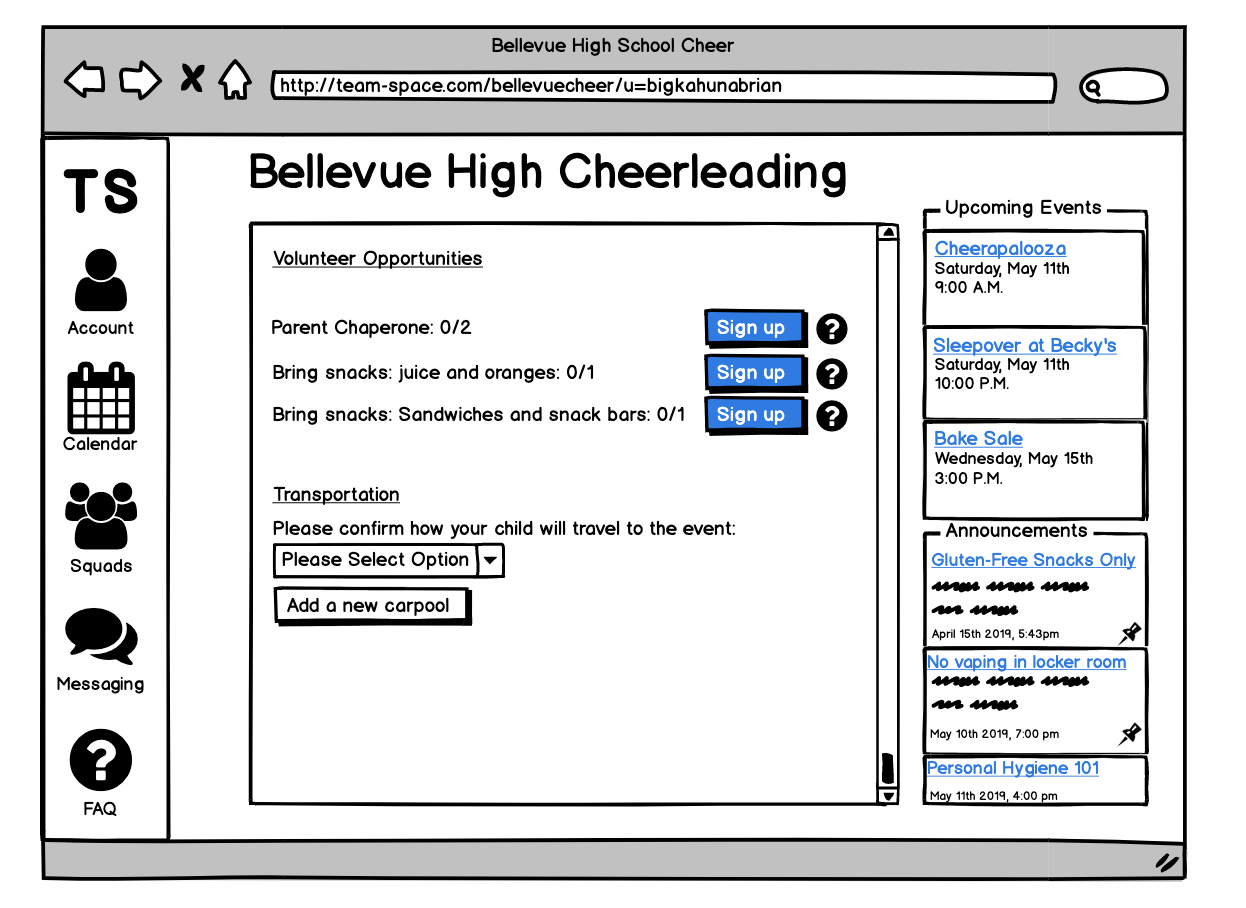 Bellevue High School Cheer
http://team-space.com/bellevuecheer/u=bigkahunabrian
TS
Account
Calendar
Squads
Messaging
FAQ
Bellevue High Cheerleading
Volunteer Opportunities
Parent Chaperone: 0/2
Sign up
?
Bring snacks: juice and oranges: 0/1
Sign up
?
Bring snacks: Sandwiches and snack bars: 0/1
Sign up
?
Transportation
Please confirm how your child will travel to the event:
Please Select Option
Add a new carpool
Upcoming Events
Cheerapalooza
Saturday, May 11th
9:00 A.M.
Sleepover at Becky's
Saturday, May 11th
10:00 P.M.
Bake Sale
Wednesday, May 15th
3:00 P.M.
Announcements
Gluten-Free Snacks Only
April 15th 2019, 5:43pm
No vaping in locker room
May 10th 2019, 7:00 pm
Personal Hygiene 101
May 11th 2019, 4:00 pm